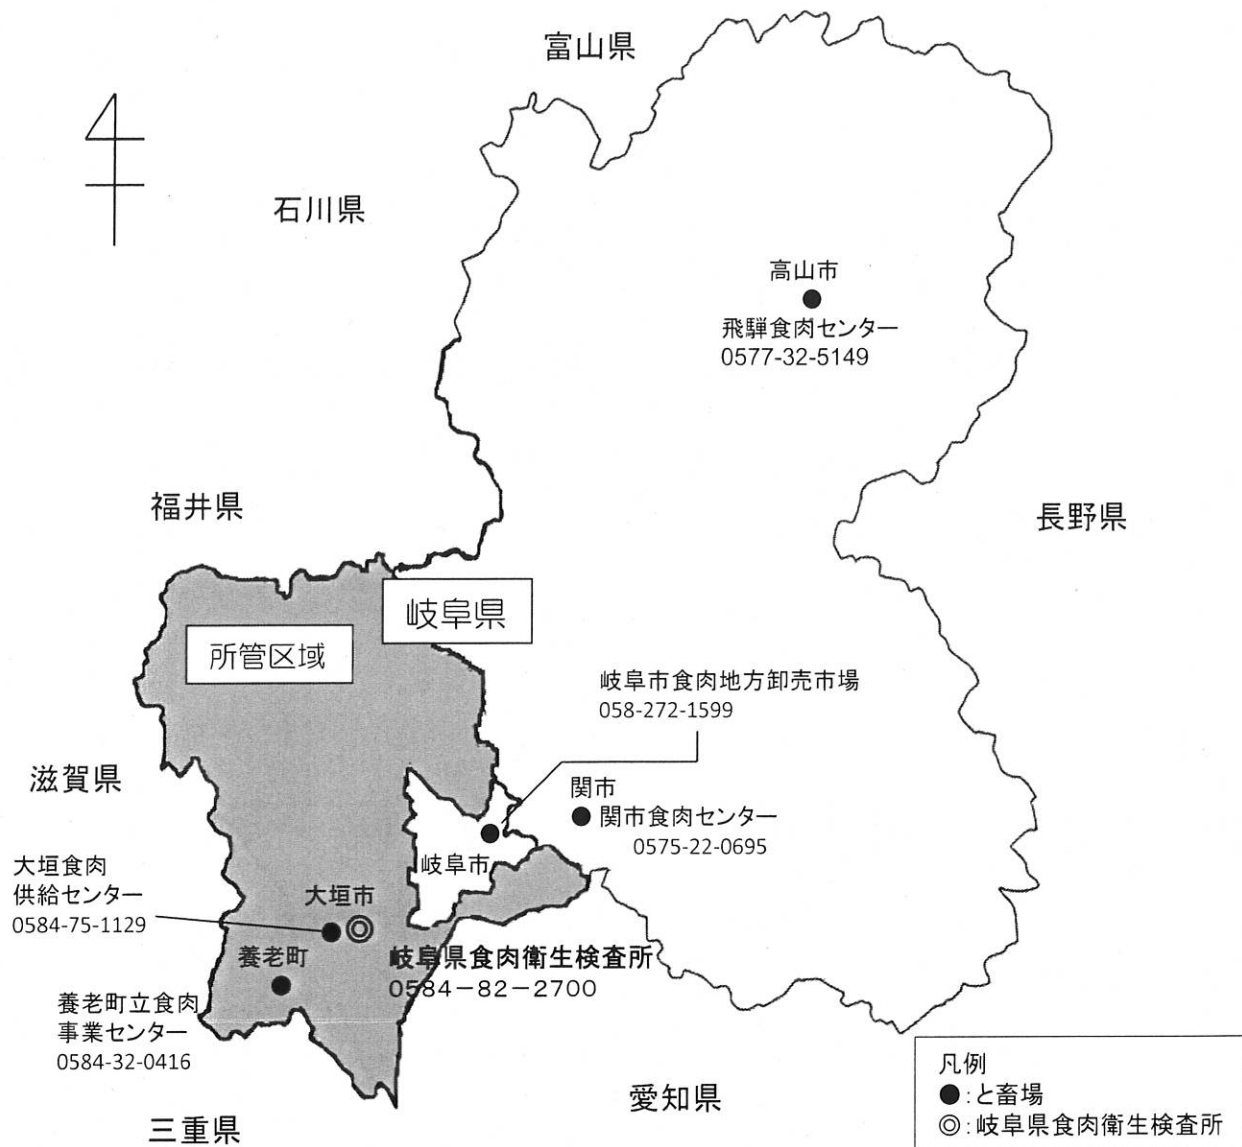 富山県
石川県
高山市
飛騨食肉センター
0577-32-5149
福井県
長野県
岐阜県
所管区域
岐阜市食肉地方卸売市場
058-272-1599
滋賀県
関市
関市食肉センター
0575-22-0695
岐阜市
大垣食肉
供給センター
0584-75-1129
大垣市
養老町
岐阜県食肉衛生検査所
0584-82-2700
養老町立食肉
事業センター
0584-32-0416
愛知県
三重県
凡例
●:と畜場
◎:岐阜県食肉衛生検査所